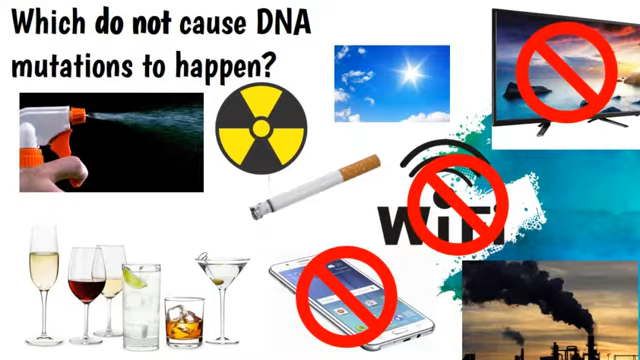 Which do not cause DNA
mutations to happen?
WiFi